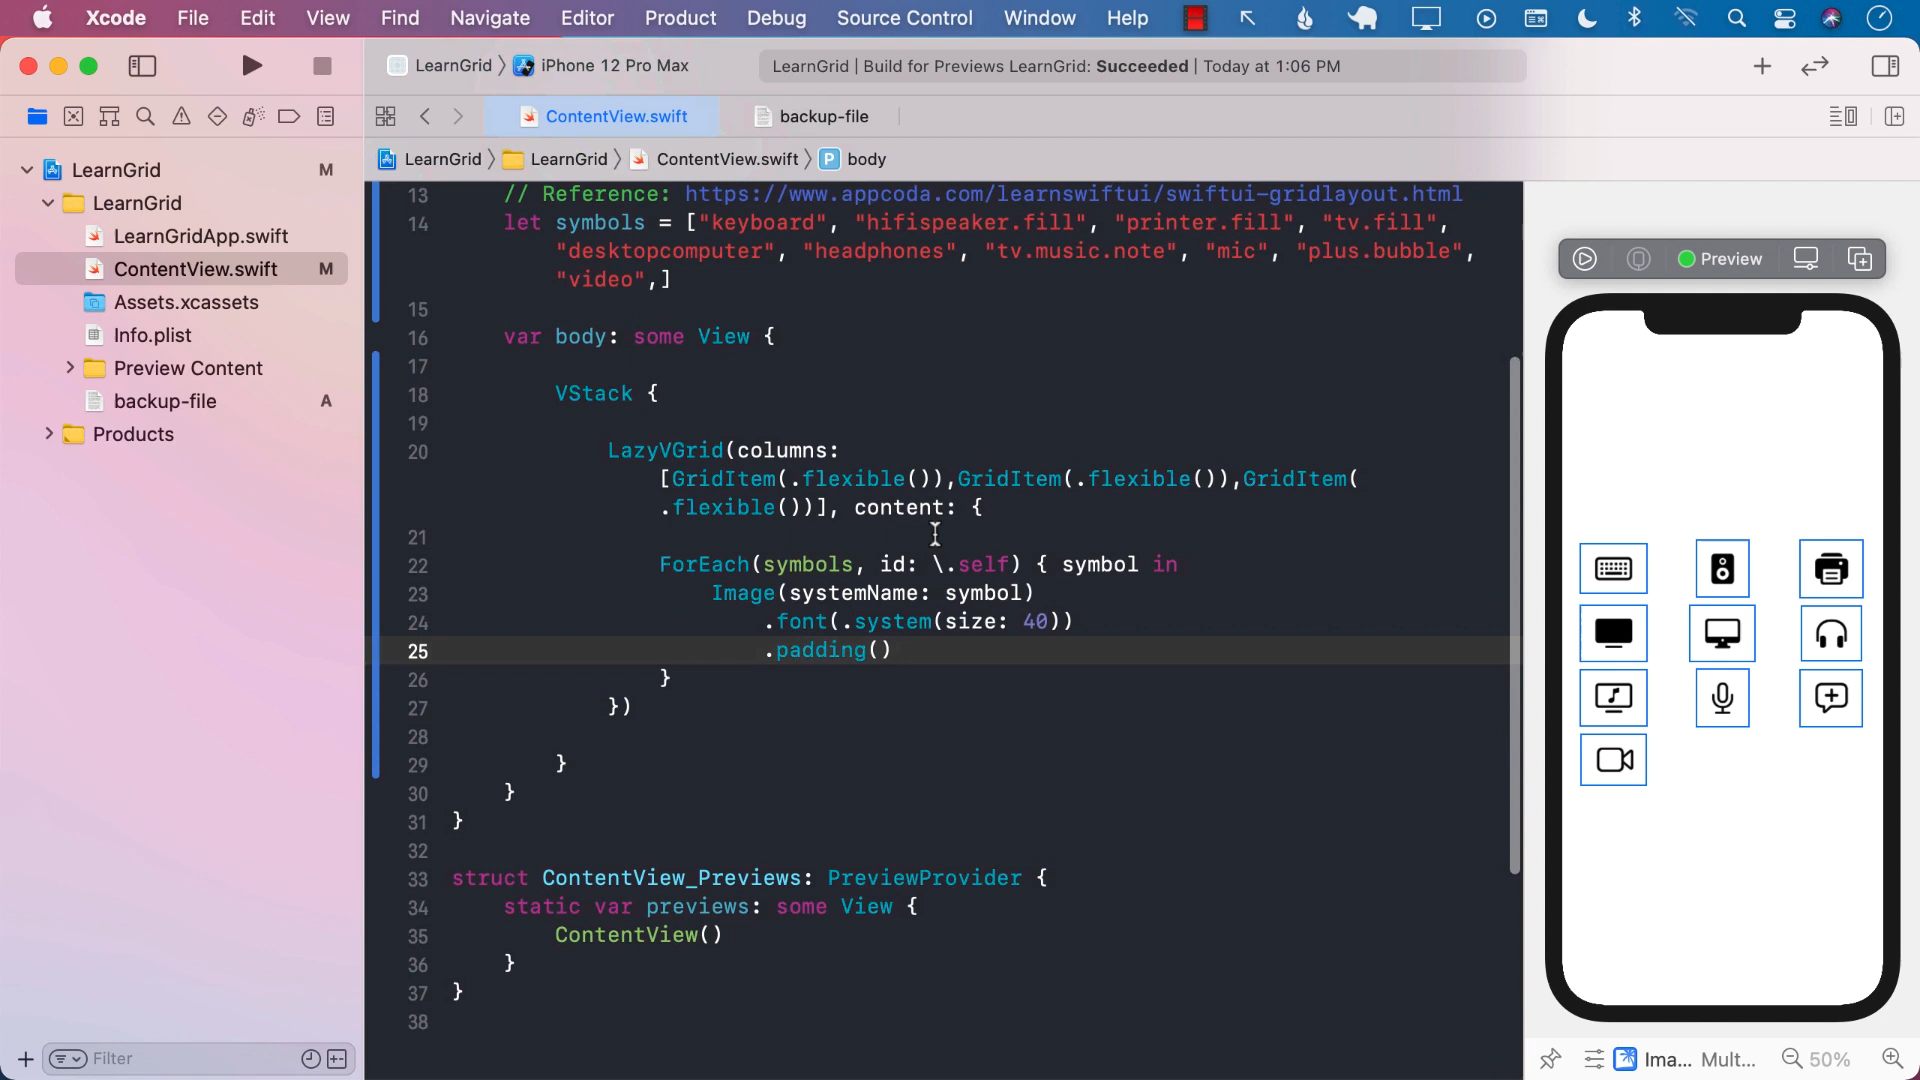 Xcode File Edit View Find Navigate Editor Product Debug Source Control Window Help
LearnGrid iPhone 12 Pro Max
LearnGrid | Build for Previews LearnGrid: Succeeded | Today at 1:06 PM
ContentView.swift backup-file
LearnGrid LearnGrid ContentView.swift P body
LearnGrid M
LearnGrid
LearnGridApp.swift
ContentView.swift M
Assets.xcassets
Info.plist
Preview Content
backup-file A
Products
Filter
13 // Reference: https://www.appcoda.com/learnswiftui/swiftui-gridlayout.html
14 let symbols = ["keyboard", "hifispeaker.fill", "printer.fill", "tv.fill",
"desktopcomputer", "headphones", "tv.music.note", "mic", "plus.bubble",
"video",]
15
16 var body: some View {
17
18 VStack {
19
20 LazyVGrid(columns:
[GridItem(.flexible()),GridItem(.flexible()),GridItem(
.flexible())], content: {
21
22 ForEach(symbols, id: \.self) { symbol in
23 Image(systemName: symbol)
24 .font(.system(size: 40))
25 .padding()
26 }
27 })
28
29 }
30 }
31 }
32
33 struct ContentView_Previews: PreviewProvider {
34 static var previews: some View {
35 ContentView()
36 }
37 }
38
Preview
Ima... Mult... 50%